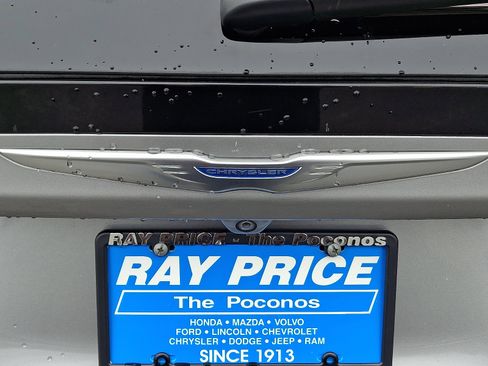 CHRYSLER
RAY PRICE - The Poconos
RAY PRICE
The Poconos
HONDA • MAZDA • VOLVO
FORD • LINCOLN • CHEVROLET
CHRYSLER • DODGE • JEEP • RAM
SINCE 1913